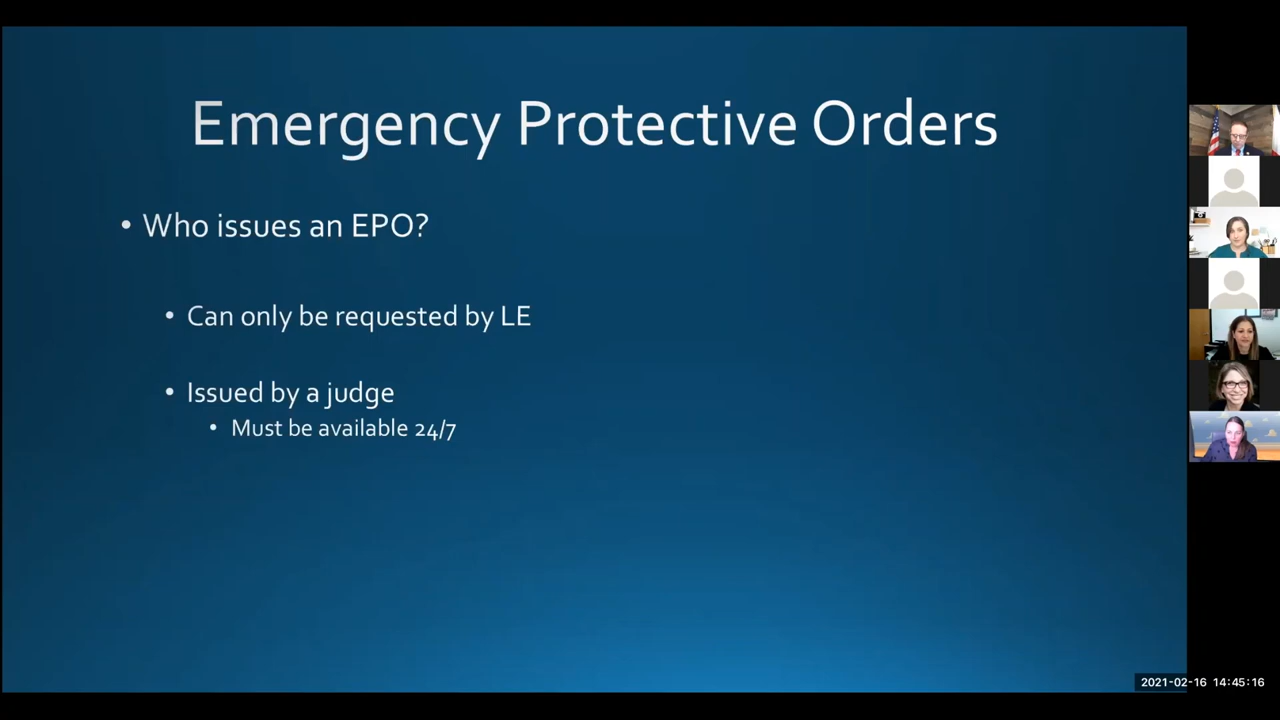 Emergency Protective Orders
• Who issues an EPO?
• Can only be requested by LE
• Issued by a judge
• Must be available 24/7
2021-02-16 14:45:16